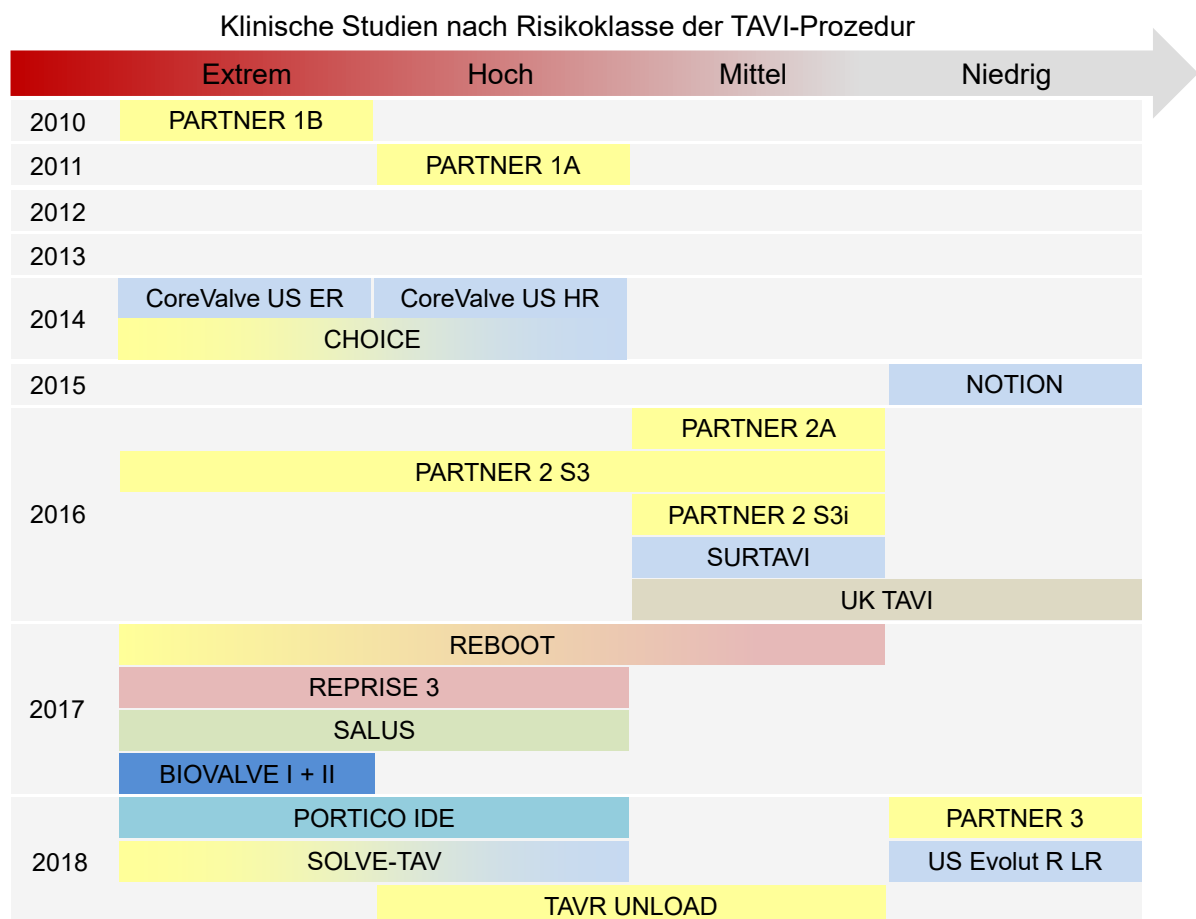 Klinische Studien nach Risikoklasse der TAVI-Prozedur
Extrem Hoch Mittel Niedrig
2010 PARTNER 1B
2011 PARTNER 1A
2012
2013
2014
CoreValve US ER CoreValve US HR
CHOICE
2015 NOTION
2016
PARTNER 2A
PARTNER 2 S3
PARTNER 2 S3i
SURTAVI
UK TAVI
2017
REBOOT
REPRISE 3
SALUS
BIOVALVE I + II
2018
PORTICO IDE PARTNER 3
SOLVE-TAV US Evolut R LR
TAVR UNLOAD